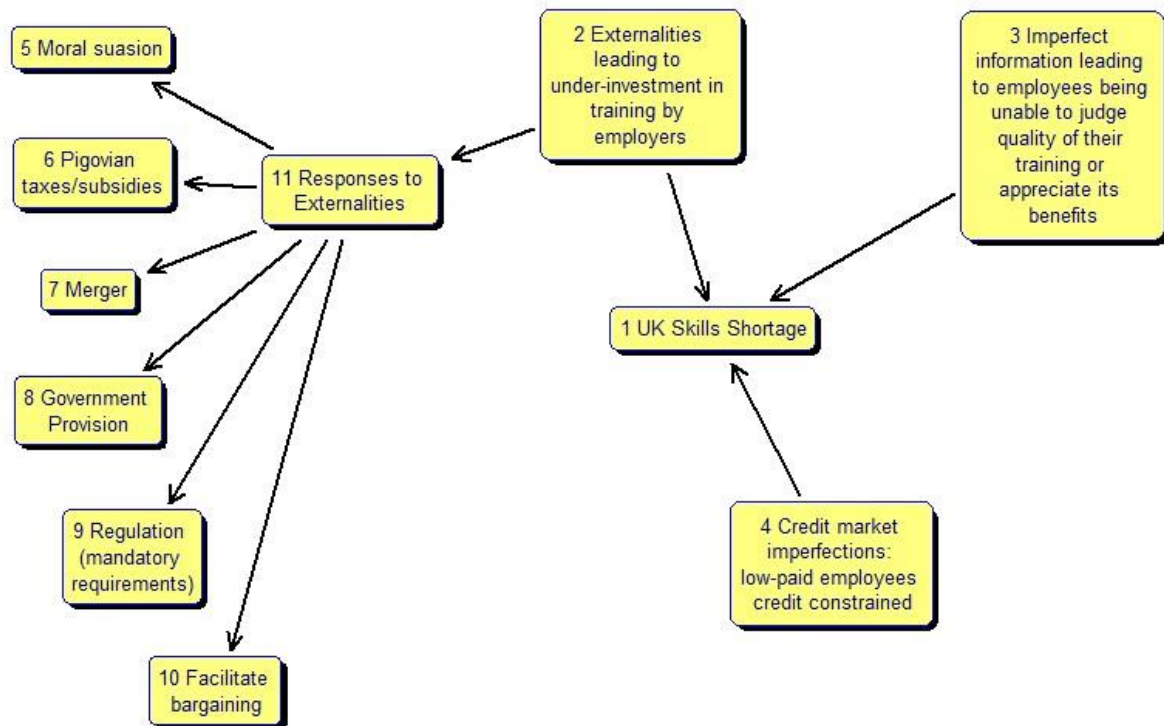 5 Moral suasion
2 Externalities
leading to
under-investment in
training by
employers
3 Imperfect
information leading
to employees being
unable to judge
quality of their
training or
appreciate its
benefits
6 Pigovian
taxes/subsidies
11 Responses to
Externalities
7 Merger
1 UK Skills Shortage
8 Government
Provision
9 Regulation
(mandatory
requirements)
4 Credit market
imperfections:
low-paid employees
credit constrained
10 Facilitate
bargaining